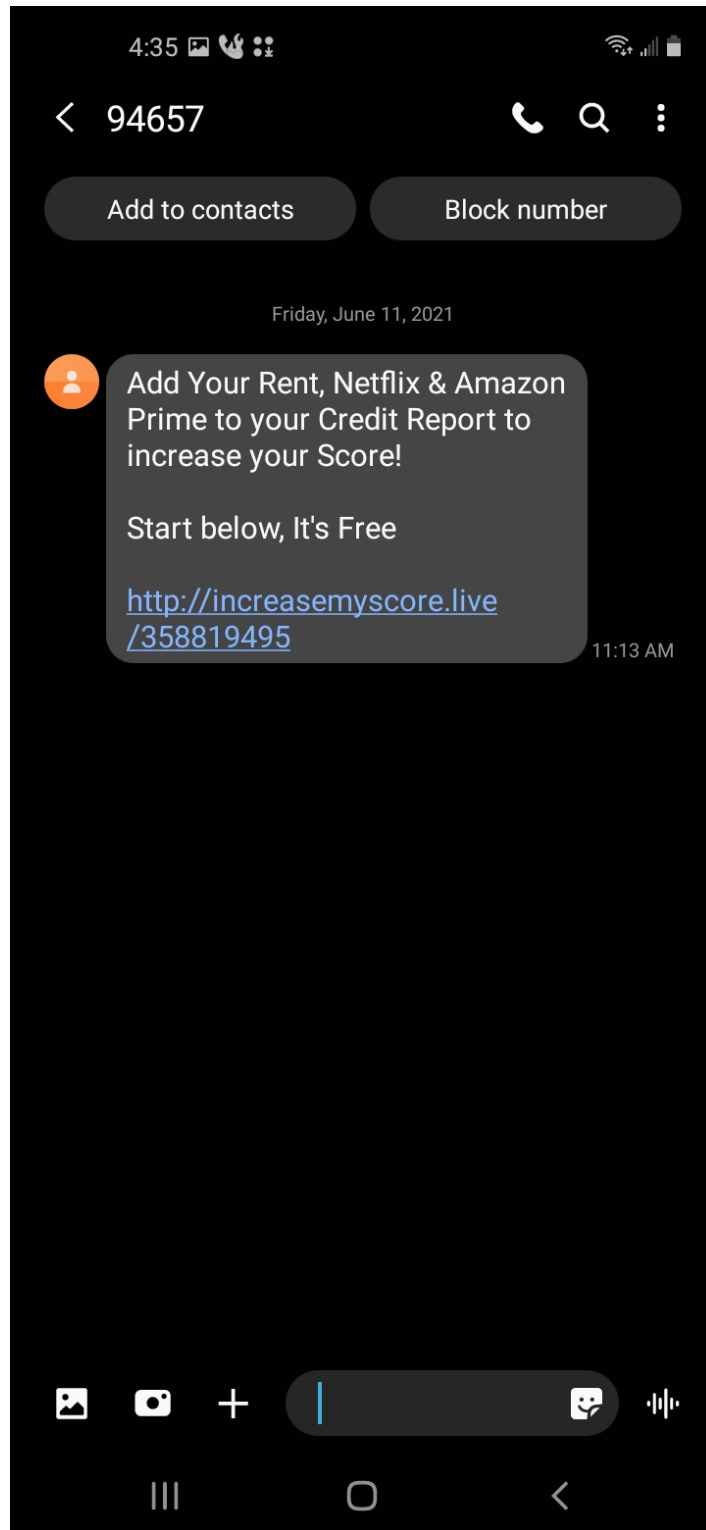 4:35
94657
Add to contacts
Block number
Friday, June 11, 2021
Add Your Rent, Netflix & Amazon
Prime to your Credit Report to
increase your Score!
Start below, It's Free
http://increasemyscore.live
/358819495
11:13 AM